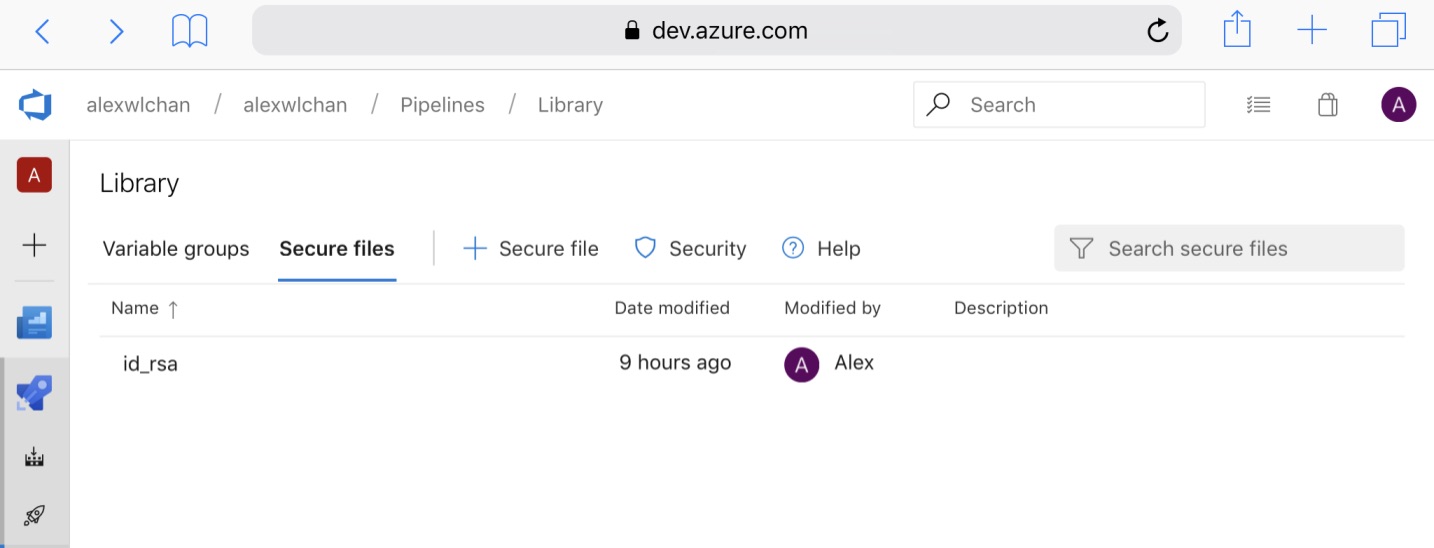 dev.azure.com
alexwlchan / alexwlchan / Pipelines / Library
Search
A
A
Library
Variable groups
Secure files
Secure file
Security
? Help
Search secure files
Name ↑
Date modified
Modified by
Description
id_rsa
9 hours ago
A Alex